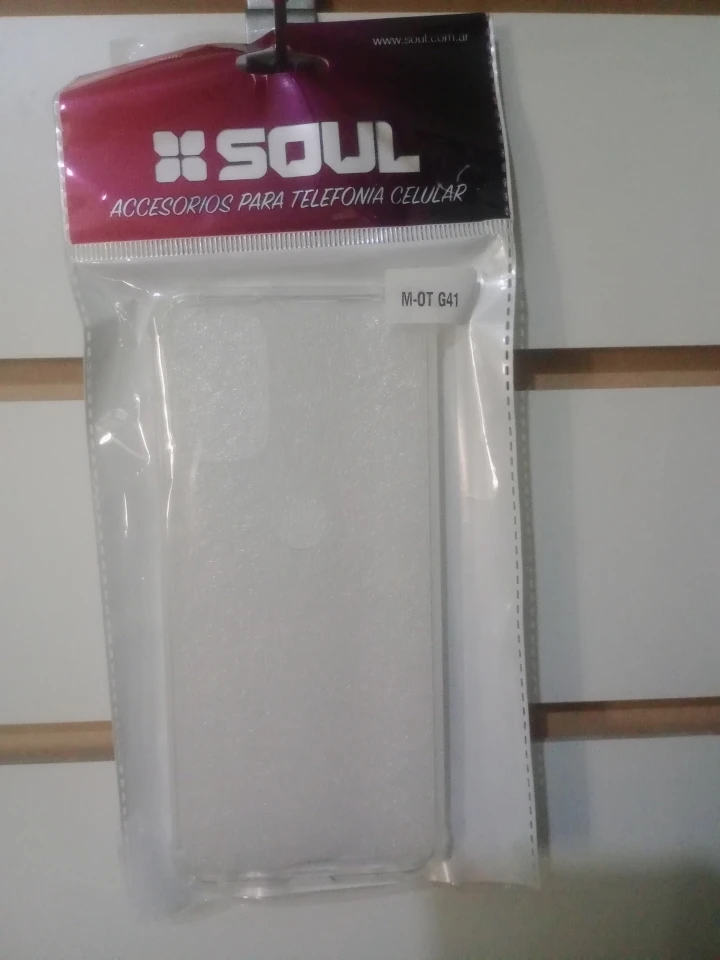 www.soul.com.ar
SOUL
ACCESORIOS PARA TELEFONIA CELULAR
M-OT G41